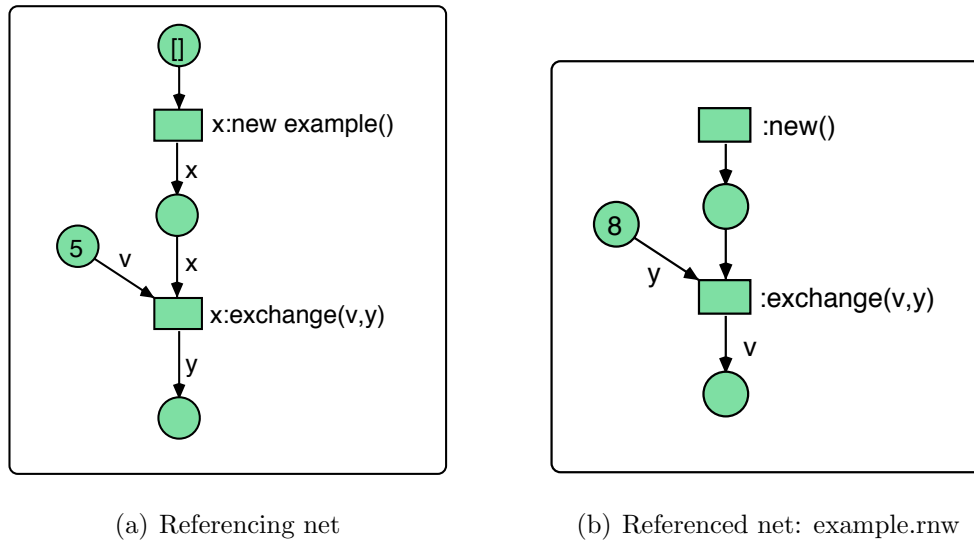 []
x:new example()
x
5
v
x
x:exchange(v,y)
y
(a) Referencing net
:new()
8
y
:exchange(v,y)
v
(b) Referenced net: example.rnw